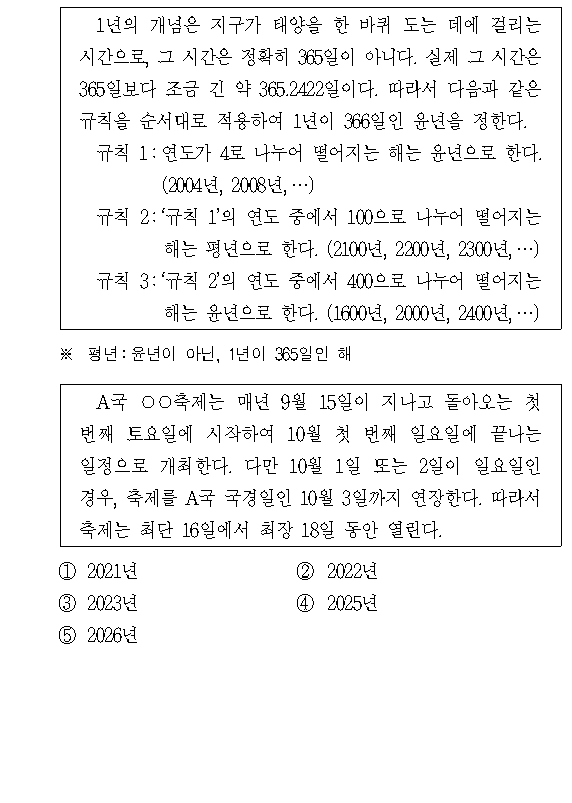 1년의 개념은 지구가 태양을 한 바퀴 도는 데에 걸리는
시간으로, 그 시간은 정확히 365일이 아니다. 실제 그 시간은
365일보다 조금 긴 약 365.2422일이다. 따라서 다음과 같은
규칙을 순서대로 적용하여 1년이 366일인 윤년을 정한다.
규칙 1 : 연도가 4로 나누어 떨어지는 해는 윤년으로 한다.
(2004년, 2008년, …)
규칙 2 : ‘규칙 1’의 연도 중에서 100으로 나누어 떨어지는
해는 평년으로 한다. (2100년, 2200년, 2300년, …)
규칙 3 : ‘규칙 2’의 연도 중에서 400으로 나누어 떨어지는
해는 윤년으로 한다. (1600년, 2000년, 2400년, …)
※ 평년 : 윤년이 아닌, 1년이 365일인 해
A국 ○○축제는 매년 9월 15일이 지나고 돌아오는 첫
번째 토요일에 시작하여 10월 첫 번째 일요일에 끝나는
일정으로 개최한다. 다만 10월 1일 또는 2일이 일요일인
경우, 축제를 A국 국경일인 10월 3일까지 연장한다. 따라서
축제는 최단 16일에서 최장 18일 동안 열린다.
① 2021년 ② 2022년
③ 2023년 ④ 2025년
⑤ 2026년